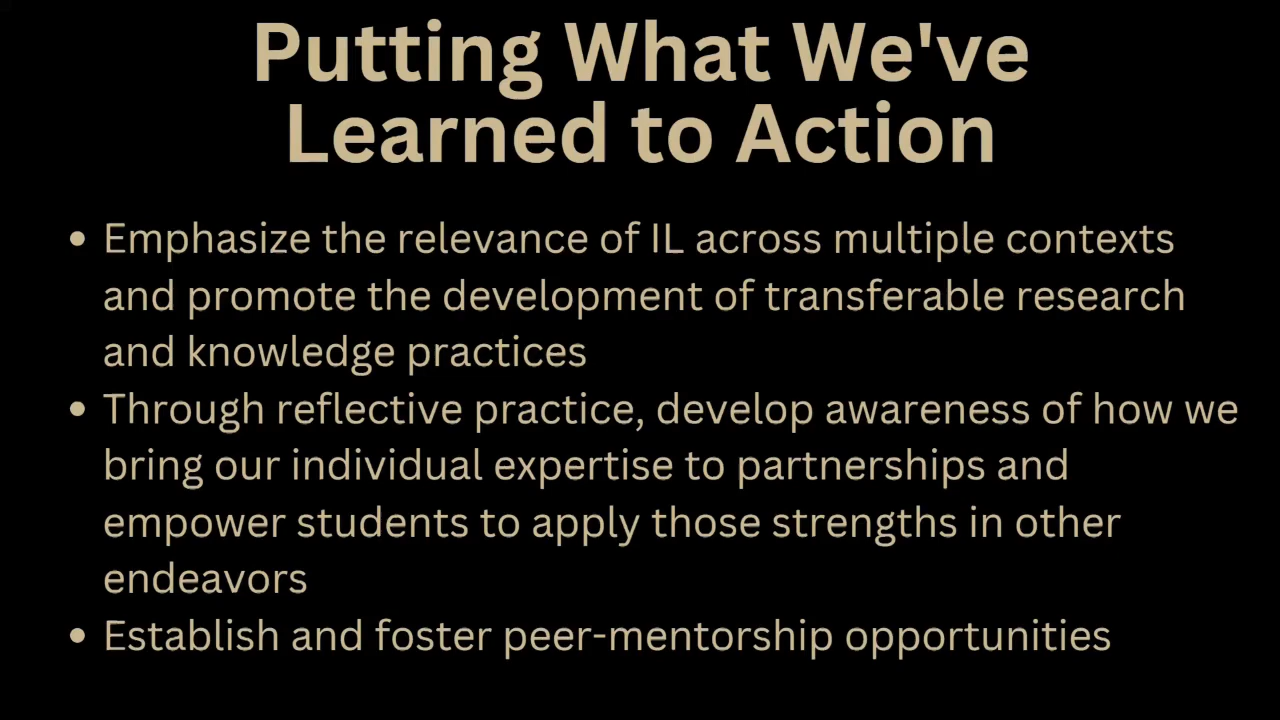 Putting What We've
Learned to Action
• Emphasize the relevance of IL across multiple contexts
and promote the development of transferable research
and knowledge practices
• Through reflective practice, develop awareness of how we
bring our individual expertise to partnerships and
empower students to apply those strengths in other
endeavors
• Establish and foster peer-mentorship opportunities